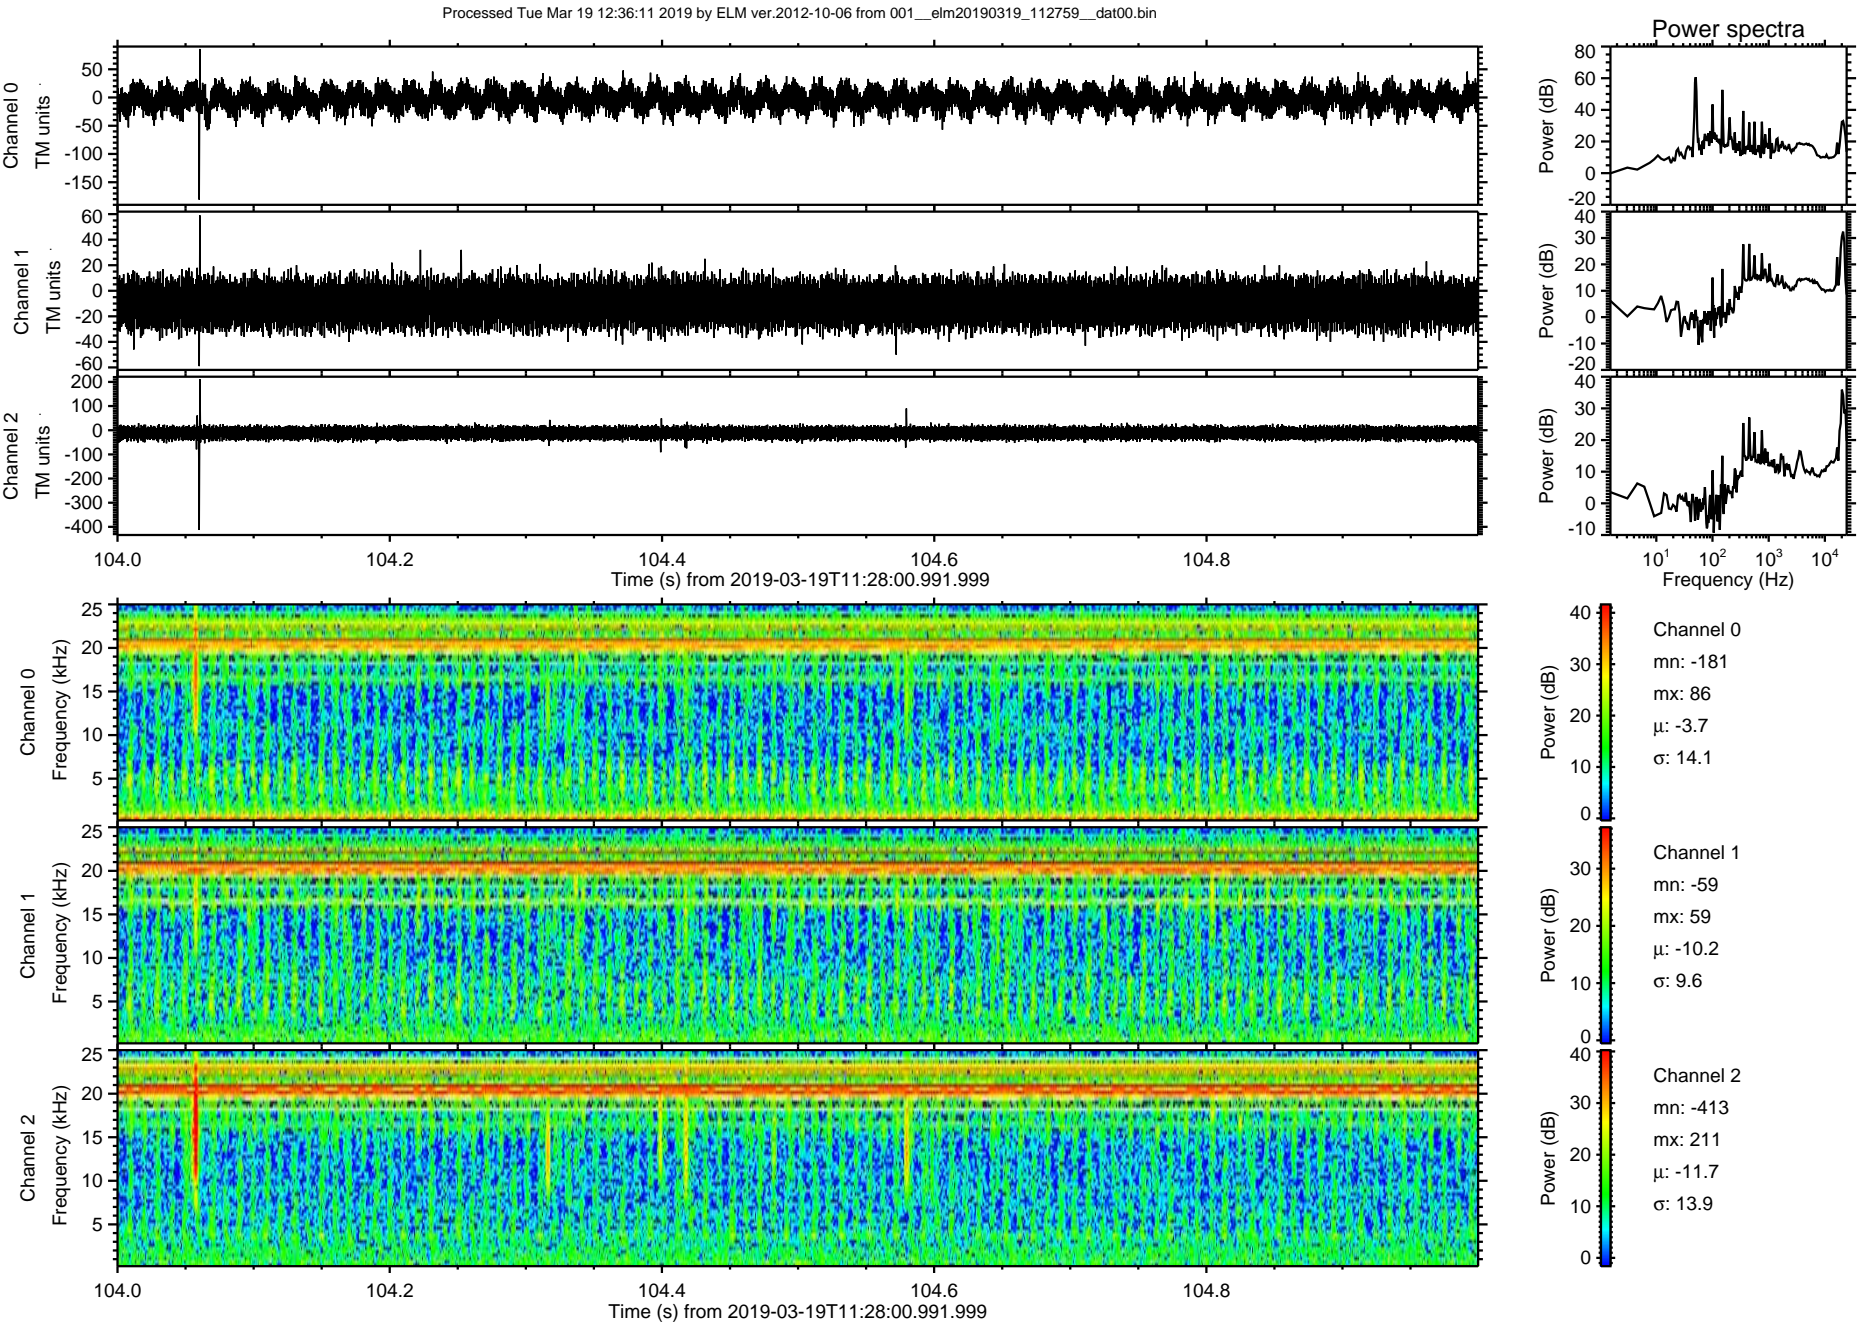 Processed Tue Mar 19 12:36:11 2019 by ELM ver.2012-10-06 from 001__elm20190319_112759__dat00.bin
Power spectra
Channel 0
TM units
50
0
-50
-100
-150
Power (dB)
80
60
40
20
0
-20
Channel 1
TM units
60
40
20
0
-20
-40
-60
Power (dB)
40
30
20
10
0
-10
-20
Channel 2
TM units
200
100
0
-100
-200
-300
-400
Power (dB)
40
30
20
10
0
-10
104.0 104.2 104.4 104.6 104.8
Time (s) from 2019-03-19T11:28:00.991.999
10¹ 10² 10³ 10⁴
Frequency (Hz)
Channel 0
Frequency (kHz)
25
20
15
10
5
Power (dB)
40
30
20
10
0
Channel 0
mn: -181
mx: 86
μ: -3.7
σ: 14.1
Channel 1
Frequency (kHz)
25
20
15
10
5
Power (dB)
30
20
10
0
Channel 1
mn: -59
mx: 59
μ: -10.2
σ: 9.6
Channel 2
Frequency (kHz)
25
20
15
10
5
Power (dB)
40
30
20
10
0
Channel 2
mn: -413
mx: 211
μ: -11.7
σ: 13.9
104.0 104.2 104.4 104.6 104.8
Time (s) from 2019-03-19T11:28:00.991.999